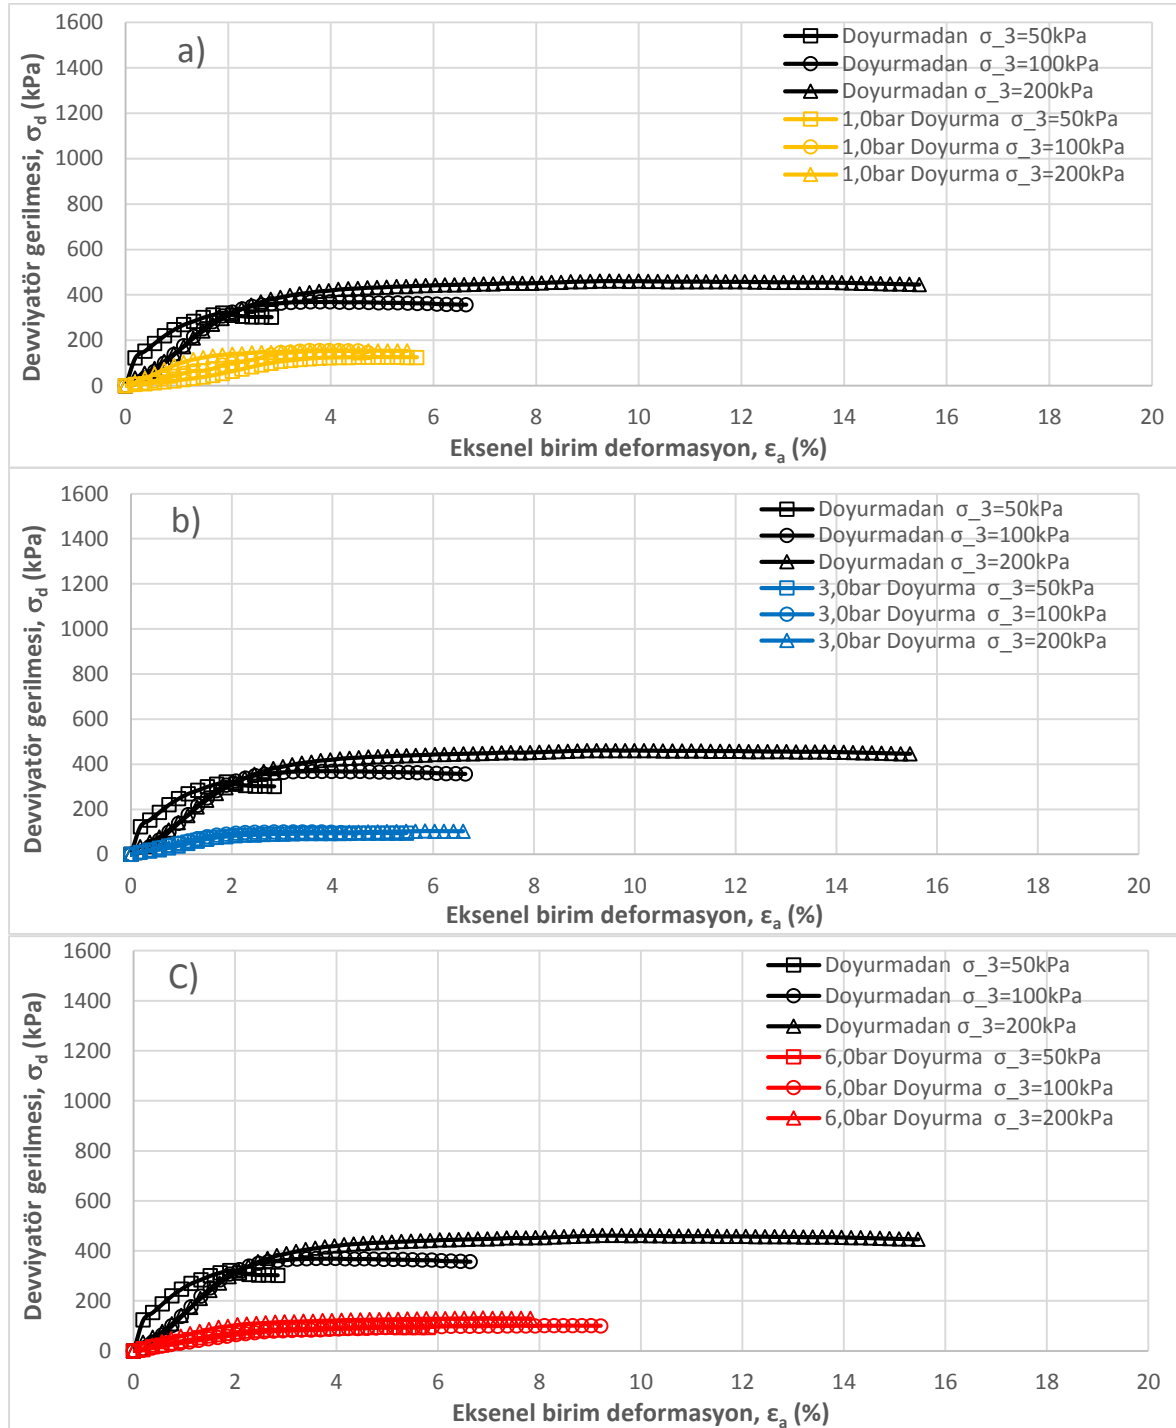 a)
Devviyatör gerilmesi, σd (kPa)
1600
1400
1200
1000
800
600
400
200
0
Doyurmadan σ_3=50kPa
Doyurmadan σ_3=100kPa
Doyurmadan σ_3=200kPa
1,0bar Doyurma σ_3=50kPa
1,0bar Doyurma σ_3=100kPa
1,0bar Doyurma σ_3=200kPa
0 2 4 6 8 10 12 14 16 18 20
Eksenel birim deformasyon, εa (%)
b)
Devviyatör gerilmesi, σd (kPa)
1600
1400
1200
1000
800
600
400
200
0
Doyurmadan σ_3=50kPa
Doyurmadan σ_3=100kPa
Doyurmadan σ_3=200kPa
3,0bar Doyurma σ_3=50kPa
3,0bar Doyurma σ_3=100kPa
3,0bar Doyurma σ_3=200kPa
0 2 4 6 8 10 12 14 16 18 20
Eksenel birim deformasyon, εa (%)
C)
Devviyatör gerilmesi, σd (kPa)
1600
1400
1200
1000
800
600
400
200
0
Doyurmadan σ_3=50kPa
Doyurmadan σ_3=100kPa
Doyurmadan σ_3=200kPa
6,0bar Doyurma σ_3=50kPa
6,0bar Doyurma σ_3=100kPa
6,0bar Doyurma σ_3=200kPa
0 2 4 6 8 10 12 14 16 18 20
Eksenel birim deformasyon, εa (%)